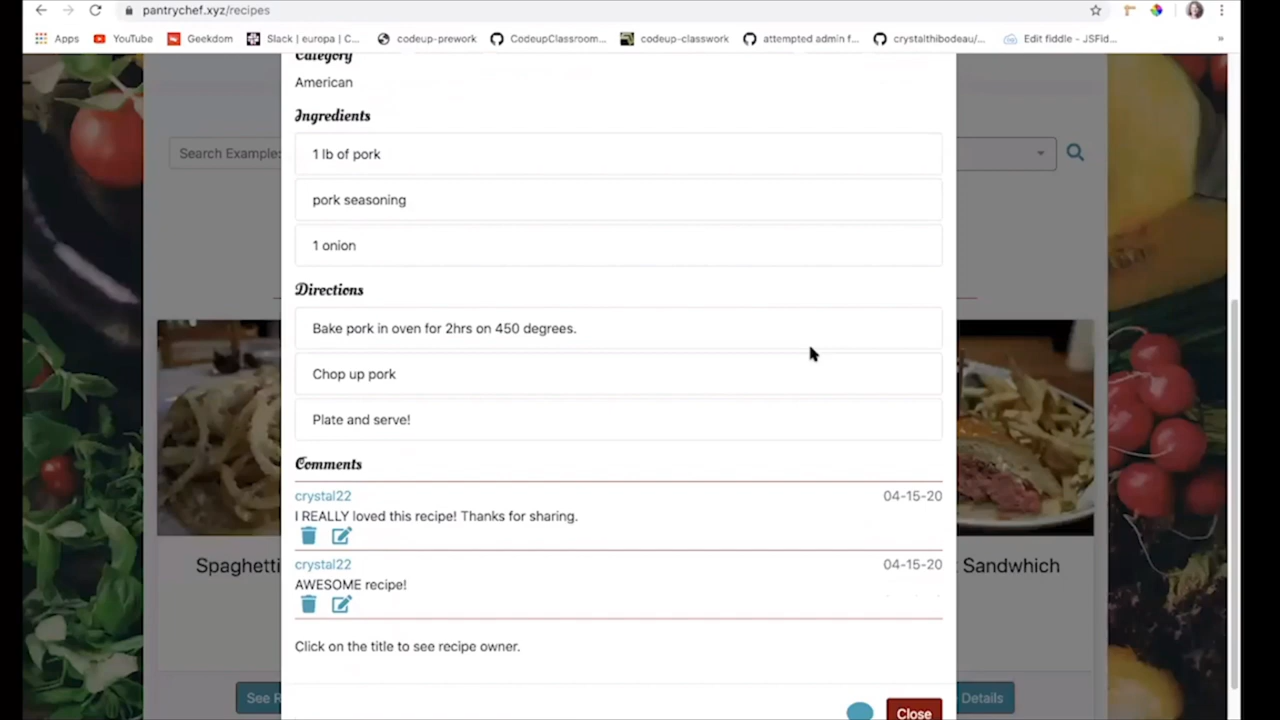 pantrychef.xyz/recipes
Apps YouTube Geekdom Slack | europa | C... codeup-prework CodeupClassroom... codeup-classwork attempted admin f... crystalthibodeau/... Edit fiddle - JSFid... »
Category
American
Ingredients
Search Example:
1 lb of pork
pork seasoning
1 onion
Directions
Bake pork in oven for 2hrs on 450 degrees.
Chop up pork
Plate and serve!
Comments
crystal22 04-15-20
I REALLY loved this recipe! Thanks for sharing.
crystal22 04-15-20
Spaghetti Sandwhich
AWESOME recipe!
Click on the title to see recipe owner.
See R Details
Close